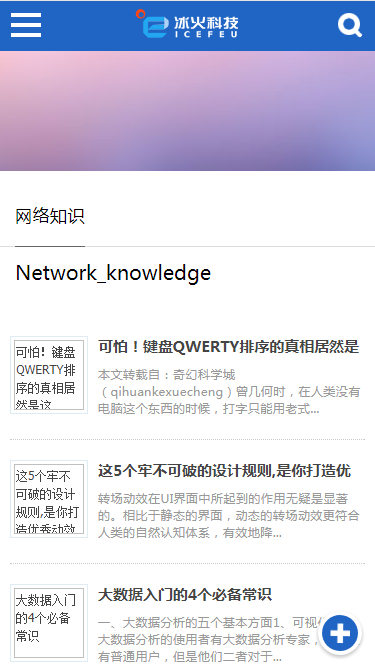 冰火科技
ICEFEU
网络知识
Network_knowledge
可怕！键盘
QWERTY排
序的真相居
然是这
可怕！键盘QWERTY排序的真相居然是
本文转载自：奇幻科学城
（qihuankexuecheng）曾几何时，在人类没有
电脑这个东西的时候，打字只能用老式...
这5个牢不
可破的设计
规则,是你打
造优秀动效
这5个牢不可破的设计规则,是你打造优
转场动效在UI界面中所起到的作用无疑是显著
的。相比于静态的界面，动态的转场动效更符合
人类的自然认知体系，有效地降...
大数据入门
的4个必备
常识
大数据入门的4个必备常识
一、大数据分析的五个基本方面1、可视化
大数据分析的使用者有大数据分析专家，
有普通用户，但是他们二者对于...